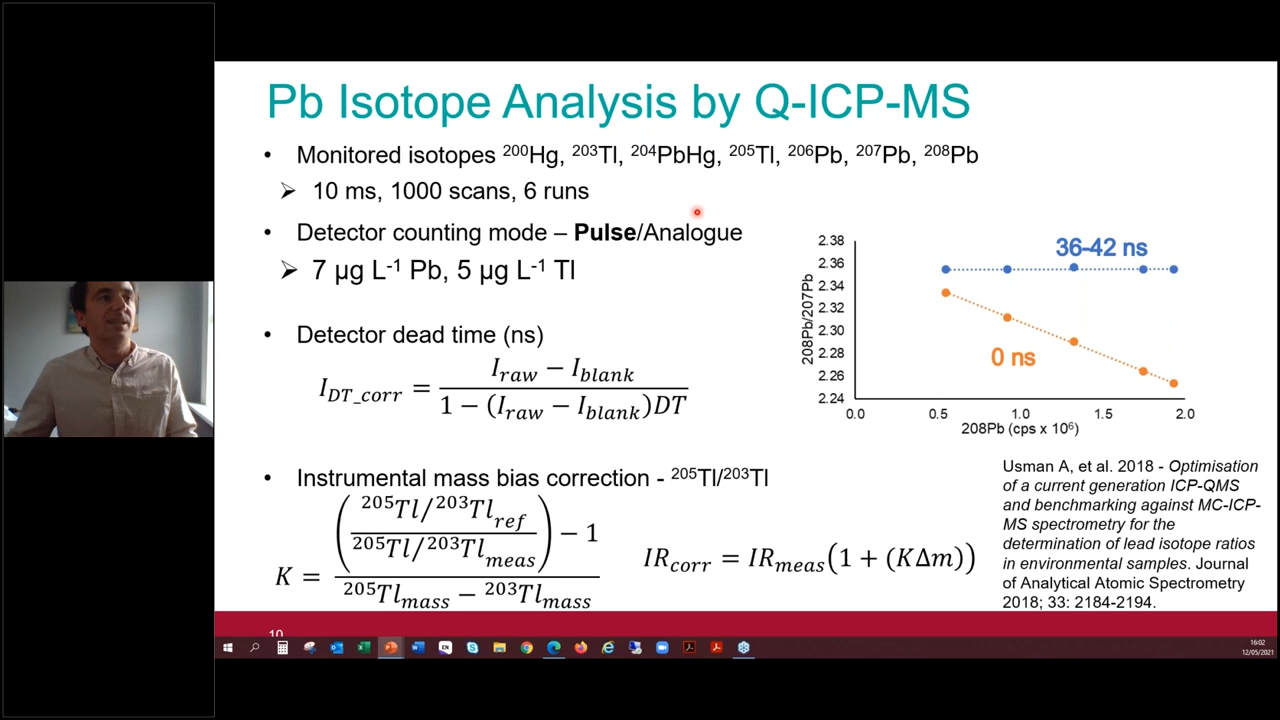 Pb Isotope Analysis by Q-ICP-MS
• Monitored isotopes ²⁰⁰Hg, ²⁰³Tl, ²⁰⁴PbHg, ²⁰⁵Tl, ²⁰⁶Pb, ²⁰⁷Pb, ²⁰⁸Pb
➢ 10 ms, 1000 scans, 6 runs
• Detector counting mode – Pulse/Analogue
➢ 7 µg L⁻¹ Pb, 5 µg L⁻¹ Tl
• Detector dead time (ns)
I_DT_corr = (I_raw − I_blank) / (1 − (I_raw − I_blank)DT)
• Instrumental mass bias correction - ²⁰⁵Tl/²⁰³Tl
K = (((²⁰⁵Tl/²⁰³Tl_ref) / (²⁰⁵Tl/²⁰³Tl_meas)) − 1) / (²⁰⁵Tl_mass − ²⁰³Tl_mass)
IR_corr = IR_meas(1 + (KΔm))
208Pb/207Pb
2.38
2.36
2.34
2.32
2.30
2.28
2.26
2.24
36-42 ns
0 ns
0.0 0.5 1.0 1.5 2.0
208Pb (cps x 10⁶)
Usman A, et al. 2018 - Optimisation
of a current generation ICP-QMS
and benchmarking against MC-ICP-
MS spectrometry for the
determination of lead isotope ratios
in environmental samples. Journal
of Analytical Atomic Spectrometry
2018; 33: 2184-2194.
10
EN
16:02
12/05/2021